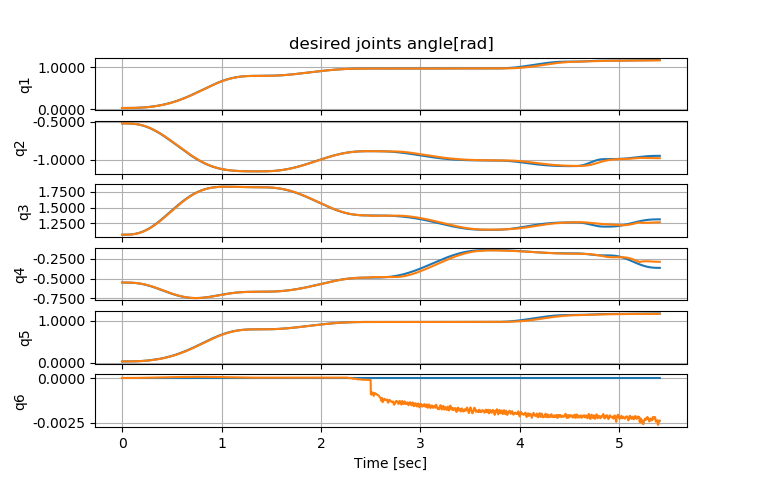 desired joints angle[rad]
1.0000
0.0000
q1
-0.5000
-1.0000
q2
1.7500
1.5000
1.2500
q3
-0.2500
-0.5000
-0.7500
q4
1.0000
0.0000
q5
0.0000
-0.0025
q6
0 1 2 3 4 5
Time [sec]